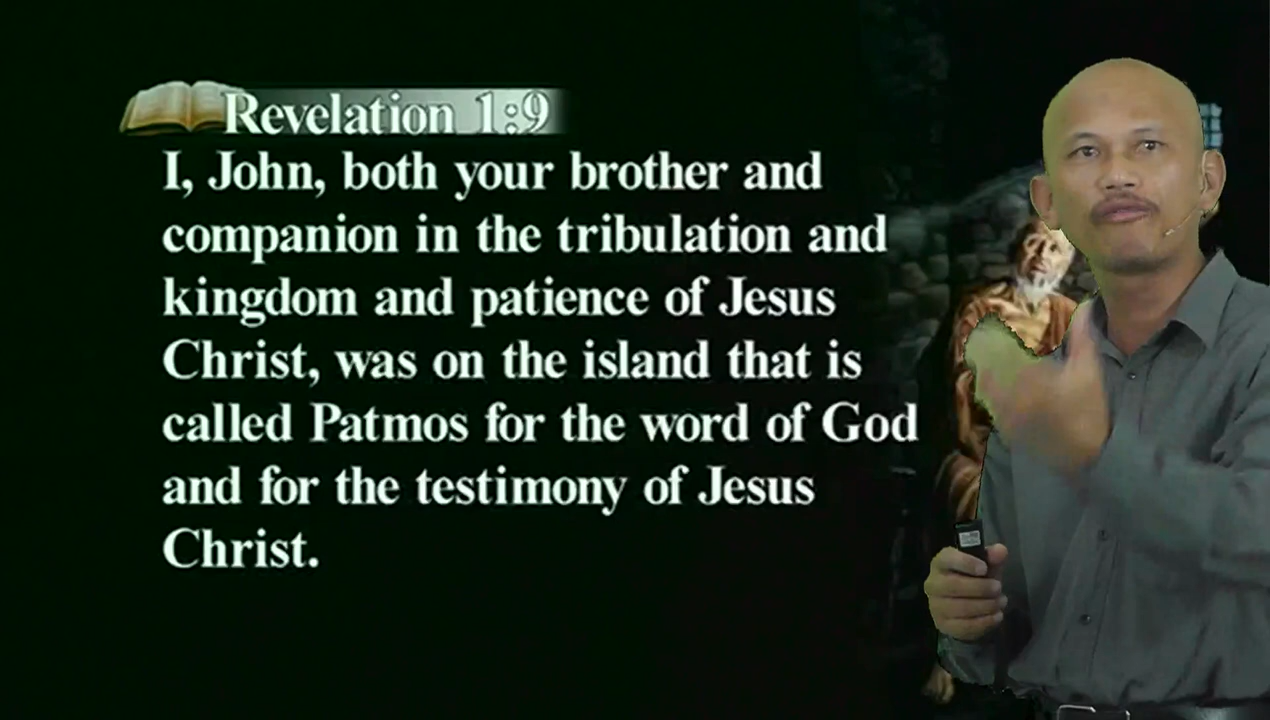 Revelation 1:9
I, John, both your brother and
companion in the tribulation and
kingdom and patience of Jesus
Christ, was on the island that is
called Patmos for the word of God
and for the testimony of Jesus
Christ.